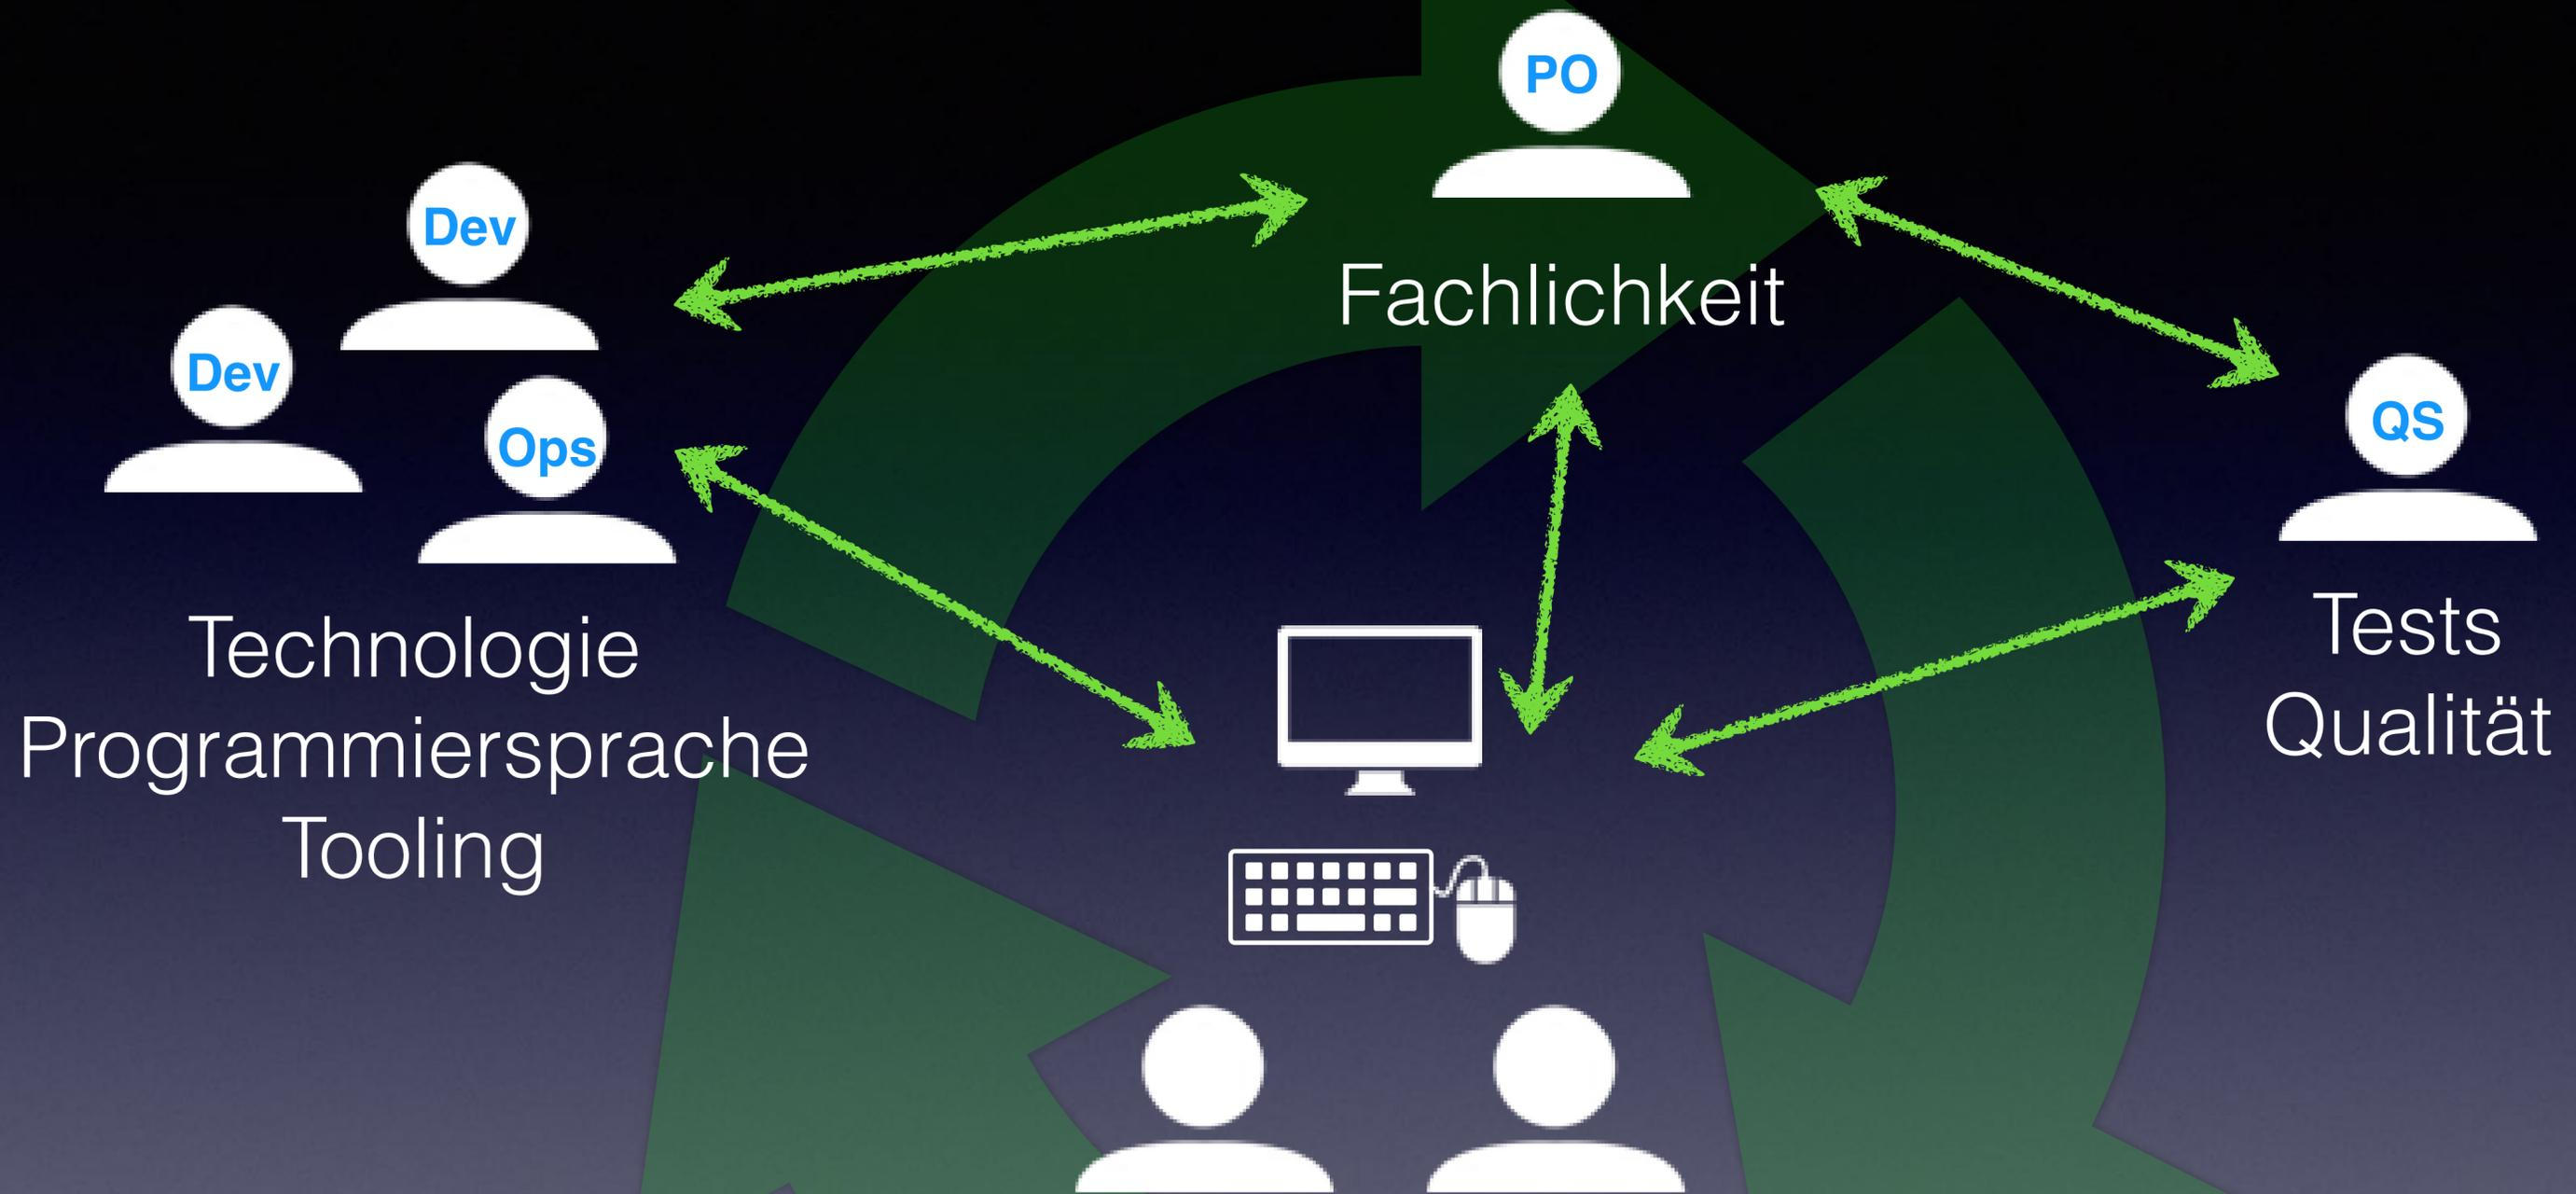 PO
Fachlichkeit
Dev
Dev
Ops
Technologie
Programmiersprache
Tooling
QS
Tests
Qualität